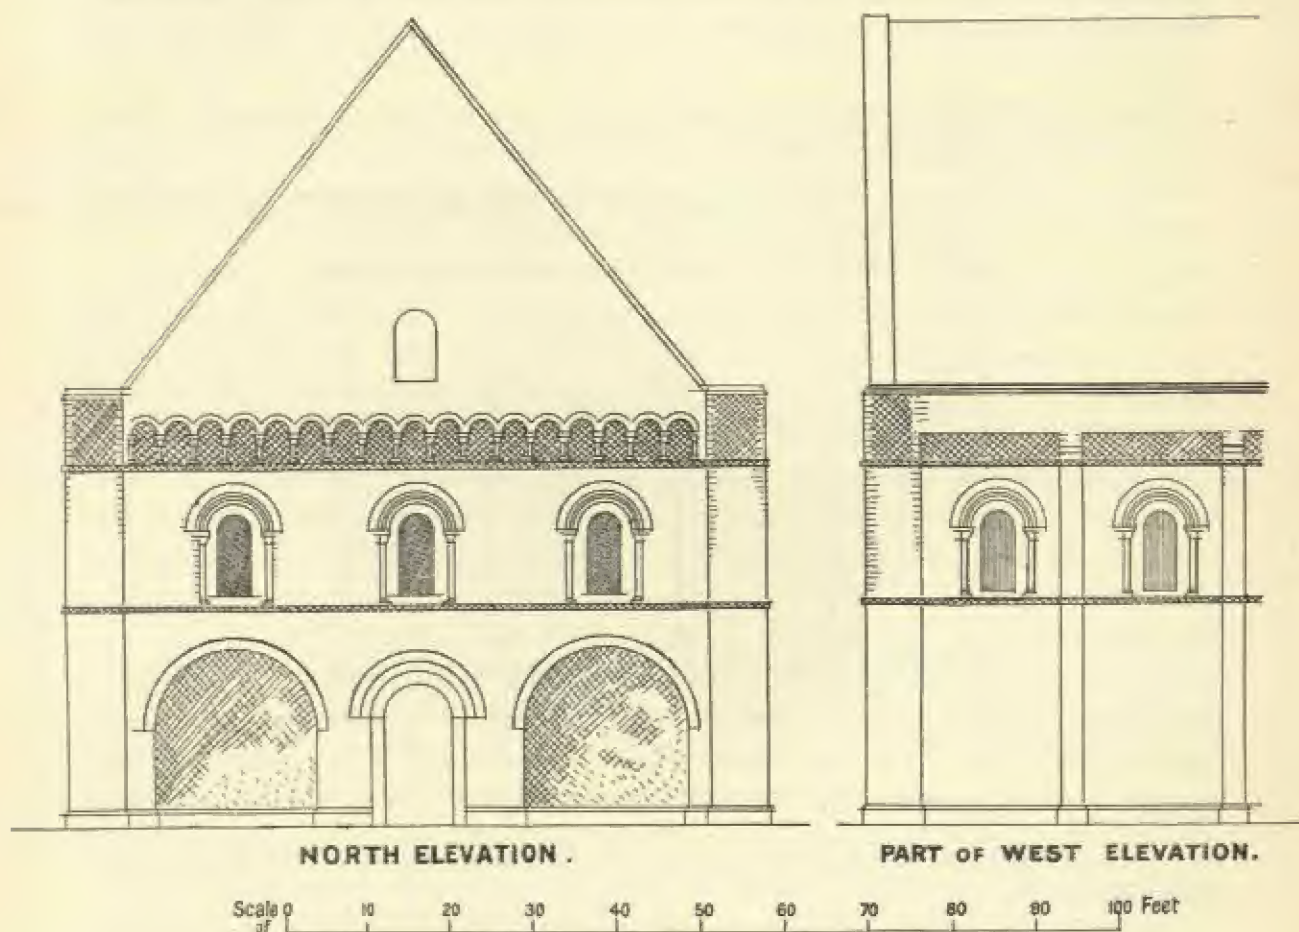 NORTH ELEVATION.
PART OF WEST ELEVATION.
Scale of 0 10 20 30 40 50 60 70 80 90 100 Feet